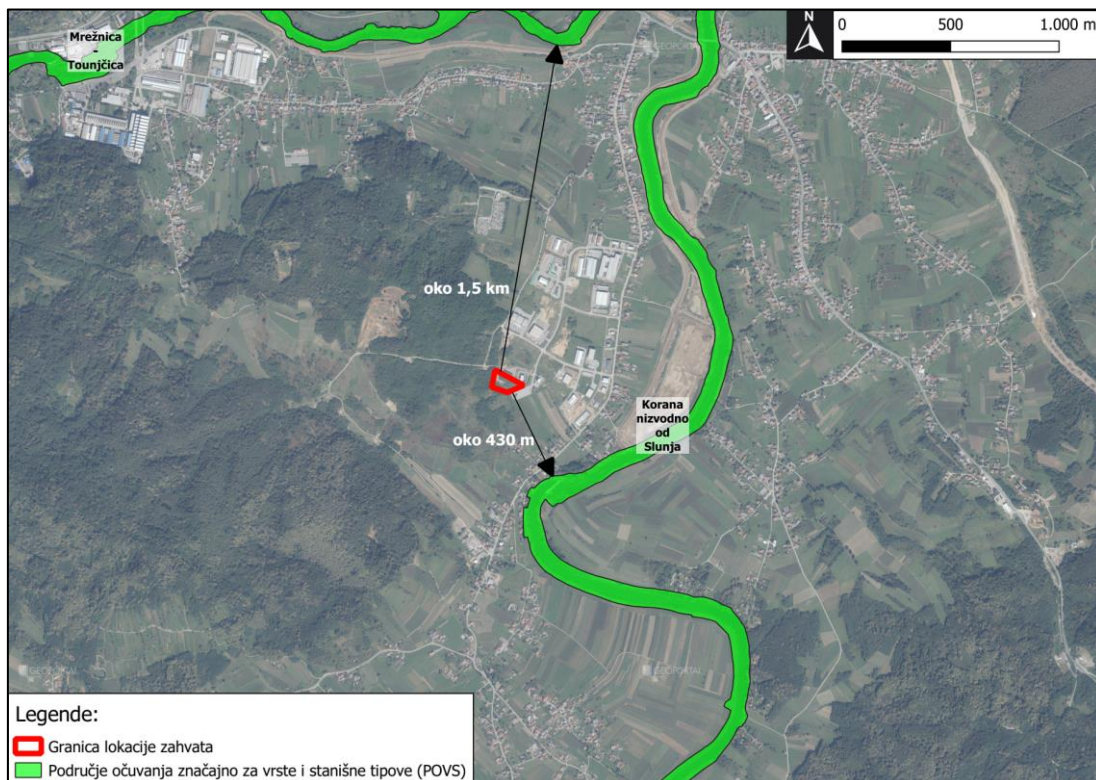 Mrežnica
-
Tounjčica
N
0 500 1.000 m
oko 1,5 km
oko 430 m
Korana
nizvodno
od
Slunja
GEOPORTAL
Legende:
Granica lokacije zahvata
Područje očuvanja značajno za vrste i stanišne tipove (POVS)